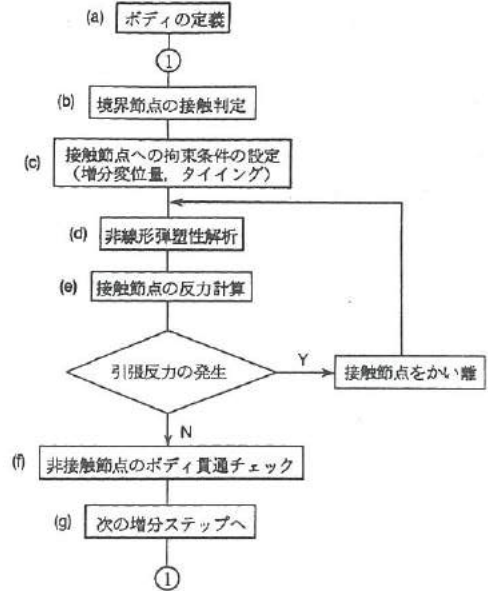 (a) ボディの定義
1
(b) 境界節点の接触判定
(c) 接触節点への拘束条件の設定
(増分変位量, タイイング)
(d) 非線形弾塑性解析
(e) 接触節点の反力計算
引張反力の発生
Y
接触節点をかい離
N
(f) 非接触節点のボディ貫通チェック
(g) 次の増分ステップへ
1